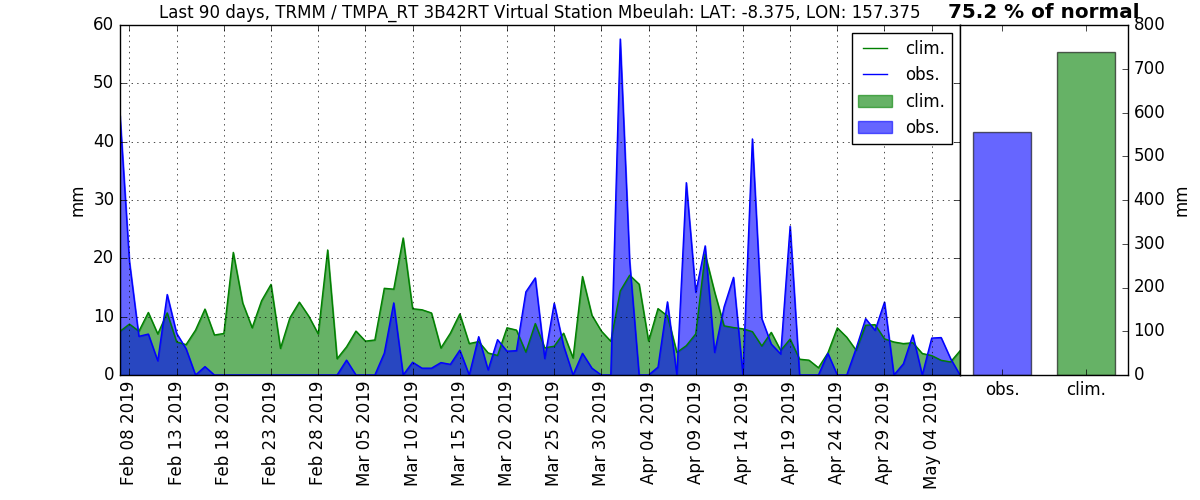 Last 90 days, TRMM / TMPA_RT 3B42RT Virtual Station Mbeulah: LAT: -8.375, LON: 157.375
75.2 % of normal
60
50
40
30
20
10
0
mm
clim.
obs.
clim.
obs.
Feb 08 2019
Feb 13 2019
Feb 18 2019
Feb 23 2019
Feb 28 2019
Mar 05 2019
Mar 10 2019
Mar 15 2019
Mar 20 2019
Mar 25 2019
Mar 30 2019
Apr 04 2019
Apr 09 2019
Apr 14 2019
Apr 19 2019
Apr 24 2019
Apr 29 2019
May 04 2019
800
700
600
500
400
300
200
100
0
mm
obs.
clim.